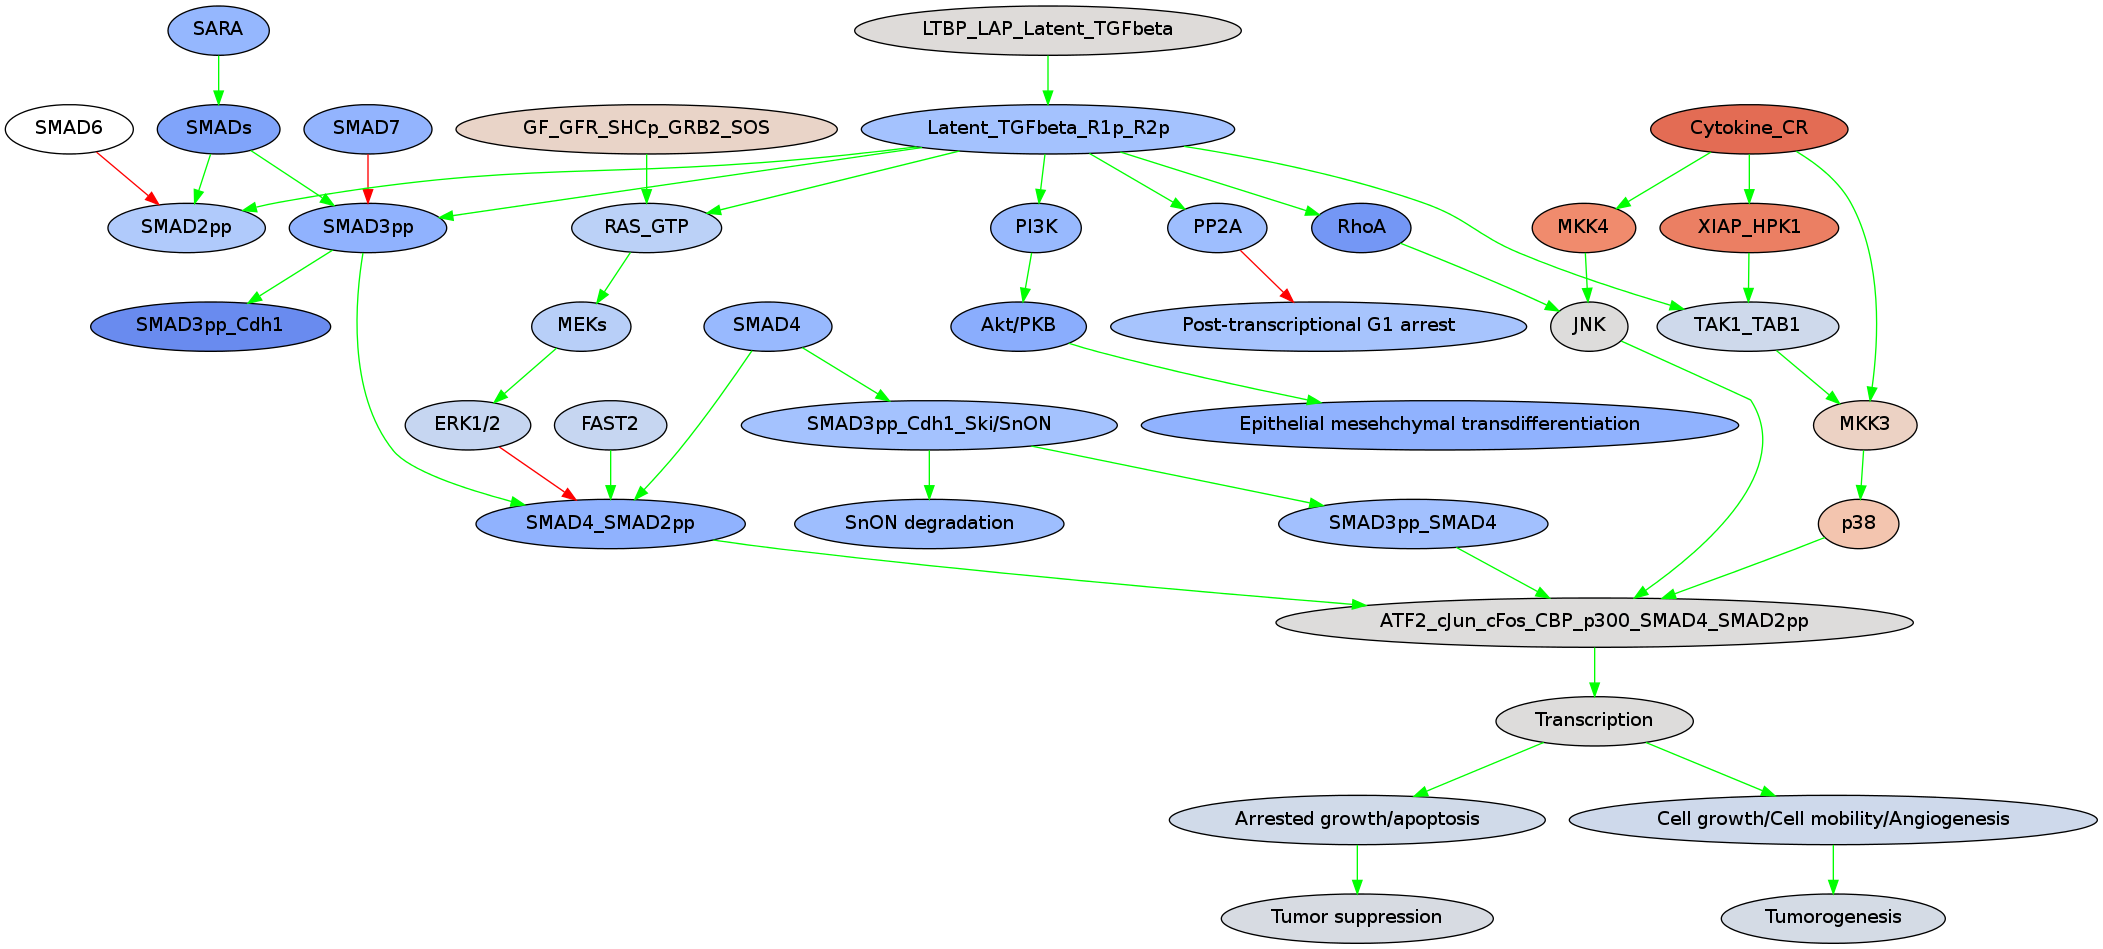 SARA
LTBP_LAP_Latent_TGFbeta
SMAD6
SMADs
SMAD7
GF_GFR_SHCp_GRB2_SOS
Latent_TGFbeta_R1p_R2p
Cytokine_CR
SMAD2pp
SMAD3pp
RAS_GTP
PI3K
PP2A
RhoA
MKK4
XIAP_HPK1
SMAD3pp_Cdh1
MEKs
SMAD4
Akt/PKB
Post-transcriptional G1 arrest
JNK
TAK1_TAB1
ERK1/2
FAST2
SMAD3pp_Cdh1_Ski/SnON
Epithelial mesehchymal transdifferentiation
MKK3
SMAD4_SMAD2pp
SnON degradation
SMAD3pp_SMAD4
p38
ATF2_cJun_cFos_CBP_p300_SMAD4_SMAD2pp
Transcription
Arrested growth/apoptosis
Cell growth/Cell mobility/Angiogenesis
Tumor suppression
Tumorogenesis